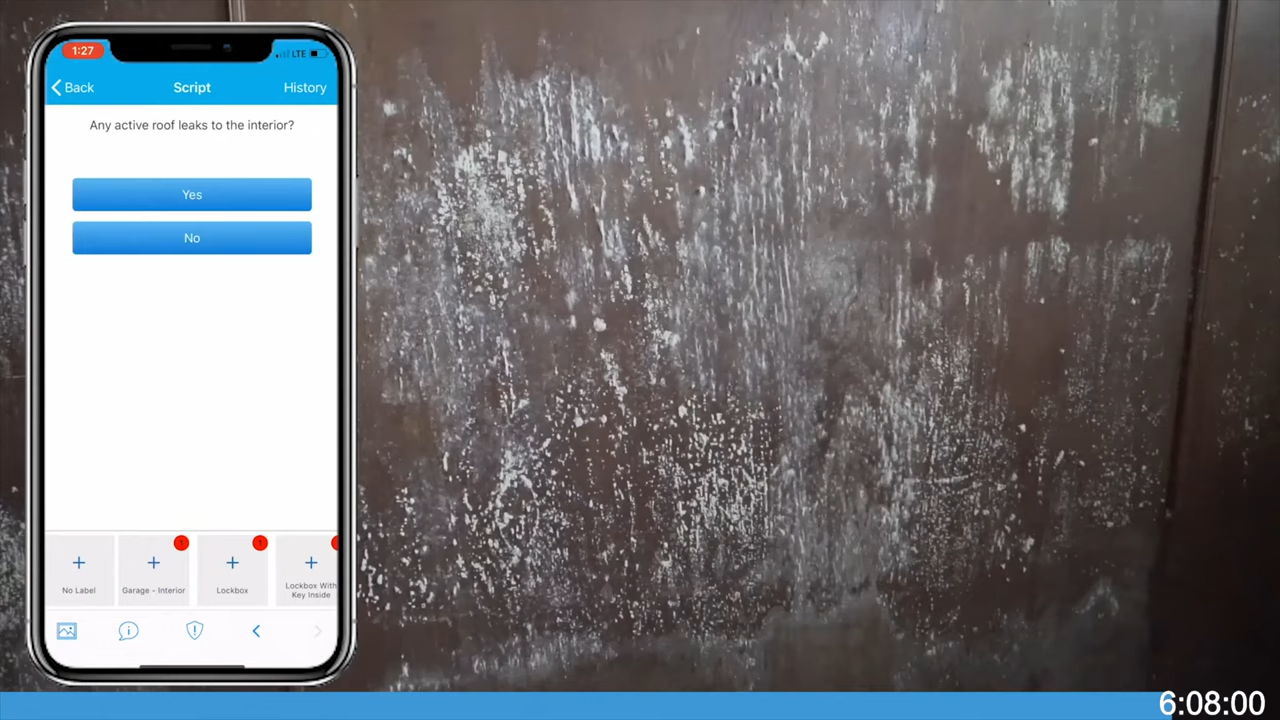 1:27
LTE
Back
Script
History
Any active roof leaks to the interior?
Yes
No
No Label
Garage - Interior
Lockbox
Lockbox With
Key Inside
6:08:00